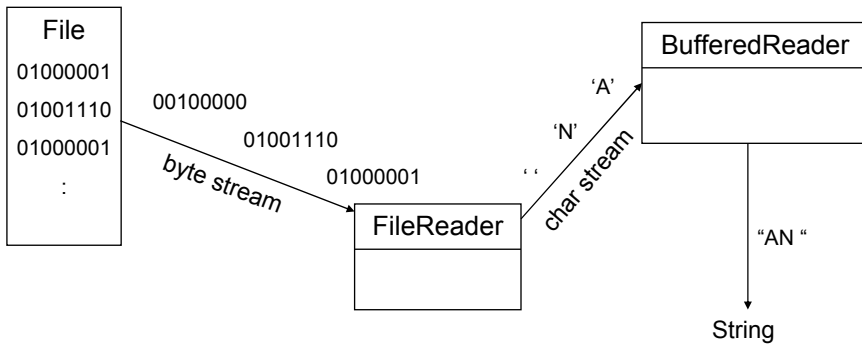 File
01000001
01001110
01000001
:
00100000
01001110
01000001
byte stream
FileReader
‘ ‘
‘N’
‘A’
char stream
BufferedReader
“AN “
String